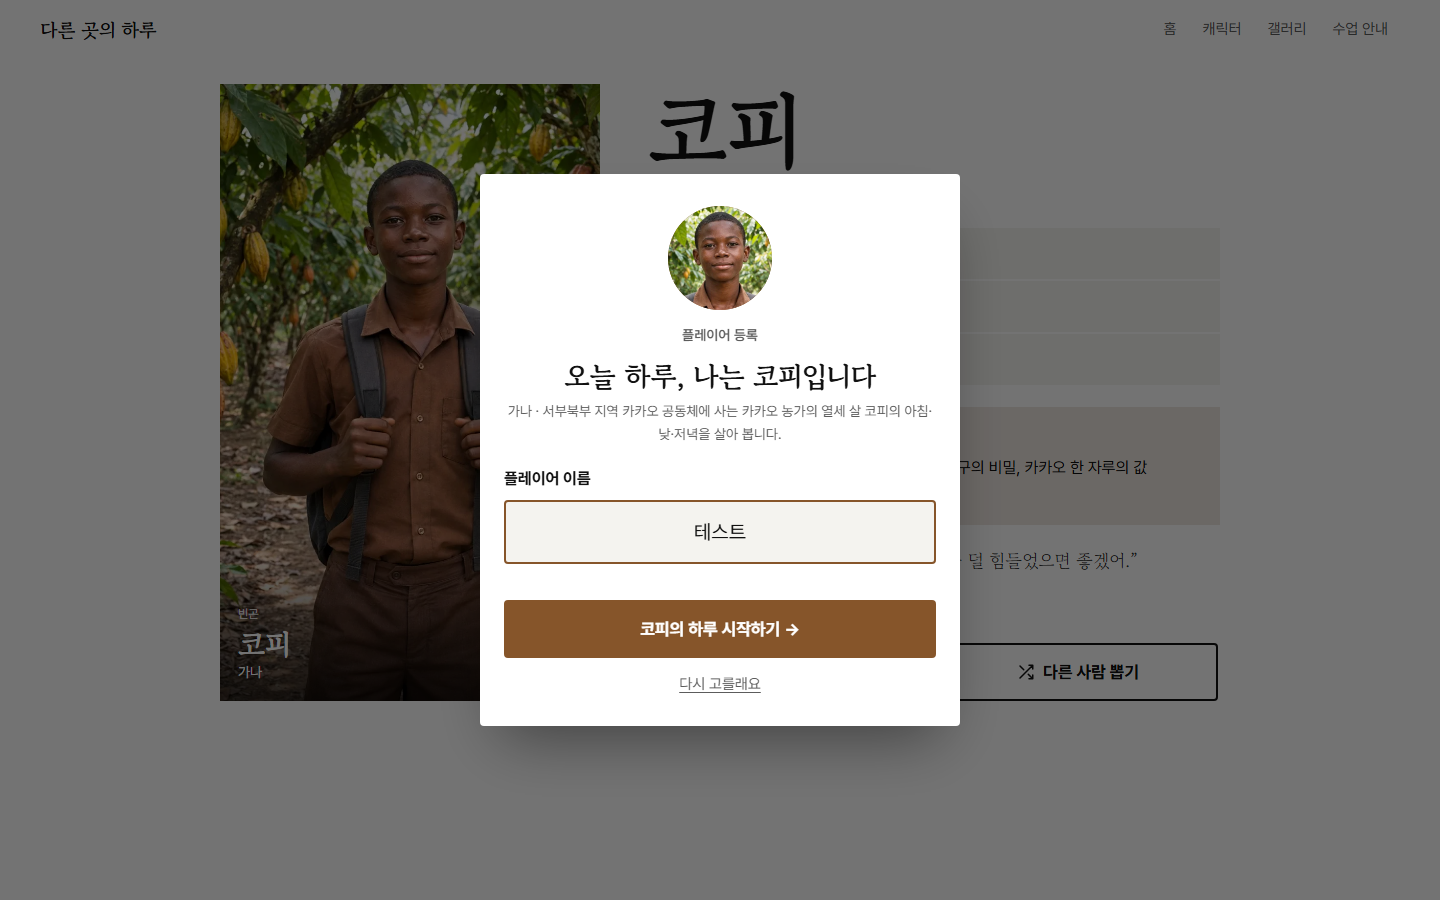 다른 곳의 하루
홈 캐릭터 갤러리 수업 안내
코피
빈곤
코피
가나
플레이어 등록
오늘 하루, 나는 코피입니다
가나 · 서부북부 지역 카카오 공동체에 사는 카카오 농가의 열세 살 코피의 아침·
낮·저녁을 살아 봅니다.
플레이어 이름
테스트
코피의 하루 시작하기 →
다시 고를래요
비밀, 카카오 한 자루의 값
덜 힘들었으면 좋겠어.”
다른 사람 뽑기